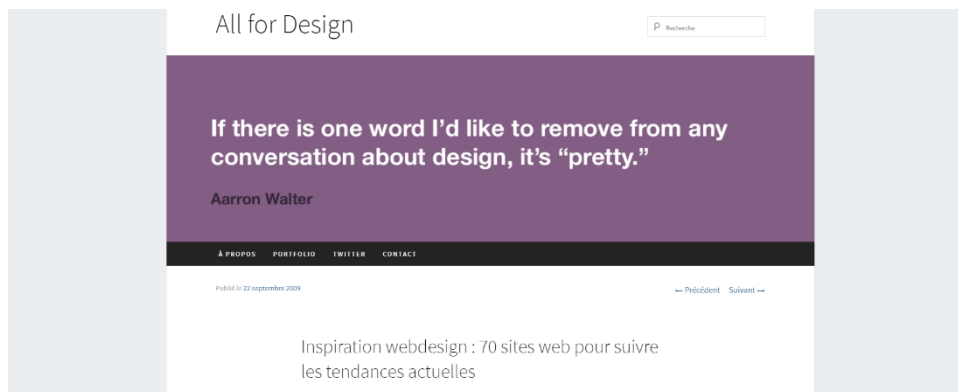 All for Design
Recherche
If there is one word I’d like to remove from any
conversation about design, it’s “pretty.”
Aarron Walter
À PROPOS PORTFOLIO TWITTER CONTACT
Publié le 22 septembre 2009
← Précédent Suivant →
Inspiration webdesign : 70 sites web pour suivre
les tendances actuelles